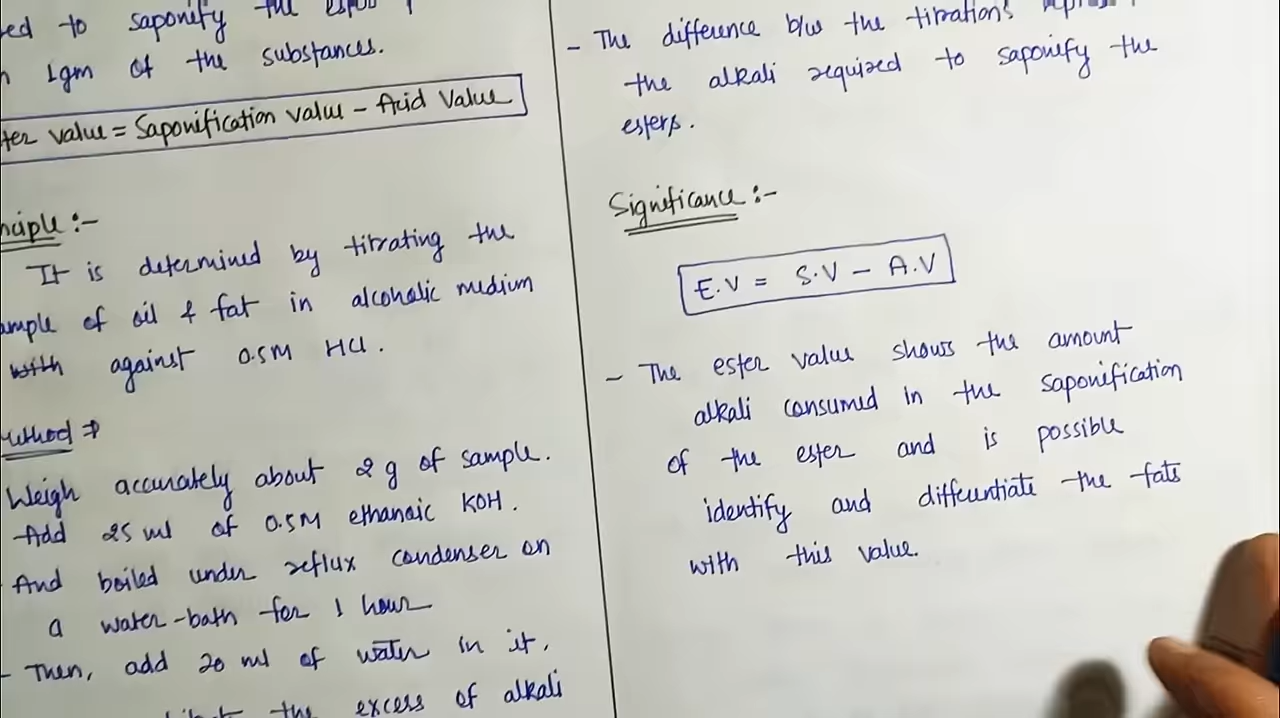 ed to saponify the
1gm of the substances.
ter value = Saponification value - Acid Value
nciple :-
It is determined by titrating the
ample of oil & fat in alcoholic medium
with against 0.5M HCl.
ethod ⇒
Weigh accurately about 2 g of sample.
- Add 25 ml of 0.5M ethanoic KOH.
- And boiled under reflux condenser on
a water-bath for 1 hour
- Then, add 20 ml of water in it,
the excess of alkali
- The difference b/w the titrations
the alkali required to saponify the
esters.
Significance :-
E.V = S.V - A.V
- The ester value shows the amount
alkali consumed in the saponification
of the ester and is possible
identify and differentiate the fats
with this value.